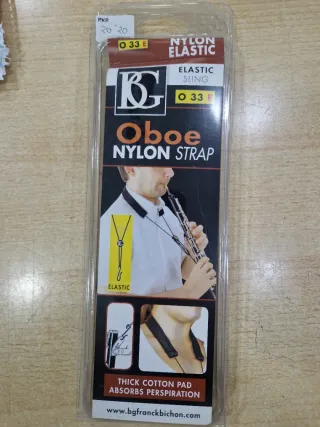 O 33 E
NYLON
ELASTIC
BG
ELASTIC
SLING
O 33 E
Oboe
NYLON STRAP
ELASTIC
THICK COTTON PAD
ABSORBS PERSPIRATION
www.bgfranckbichon.com